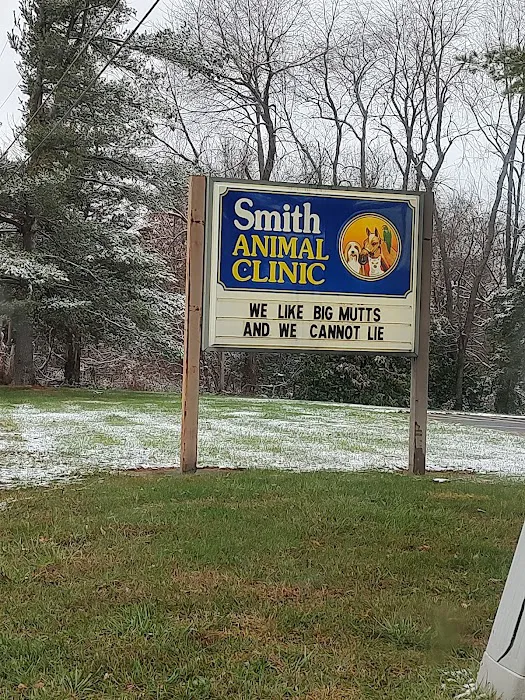 Smith
ANIMAL
CLINIC
WE LIKE BIG MUTTS
AND WE CANNOT LIE